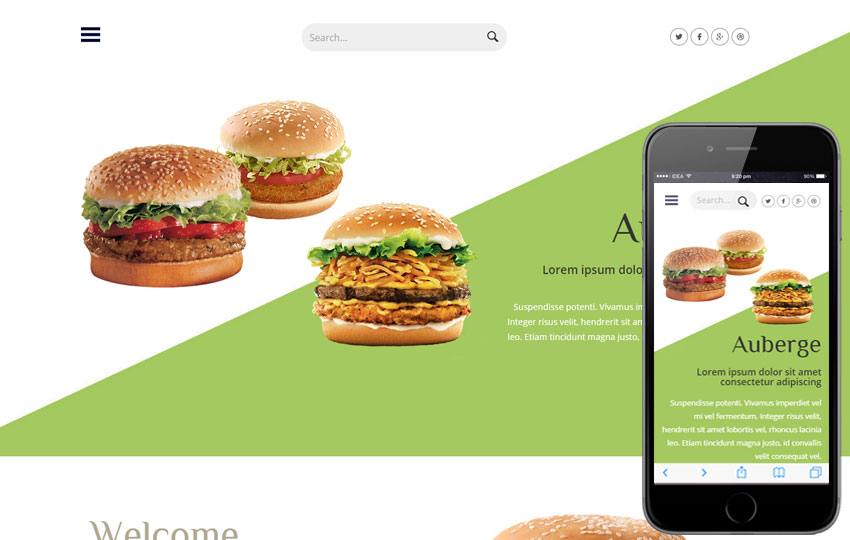 Search...
A
Lorem ipsum dolo
Suspendisse potenti. Vivamus im
Integer risus velit, hendrerit sit am
leo. Etiam tincidunt magna justo,
Welcome
IDEA
9:20 pm
90%
Search...
Auberge
Lorem ipsum dolor sit amet
consectetur adipiscing
Suspendisse potenti. Vivamus imperdiet vel
mi vel fermentum. Integer risus velit,
hendrerit sit amet lobortis vel, rhoncus lacinia
leo. Etiam tincidunt magna justo, id convallis
velit consequat vel.